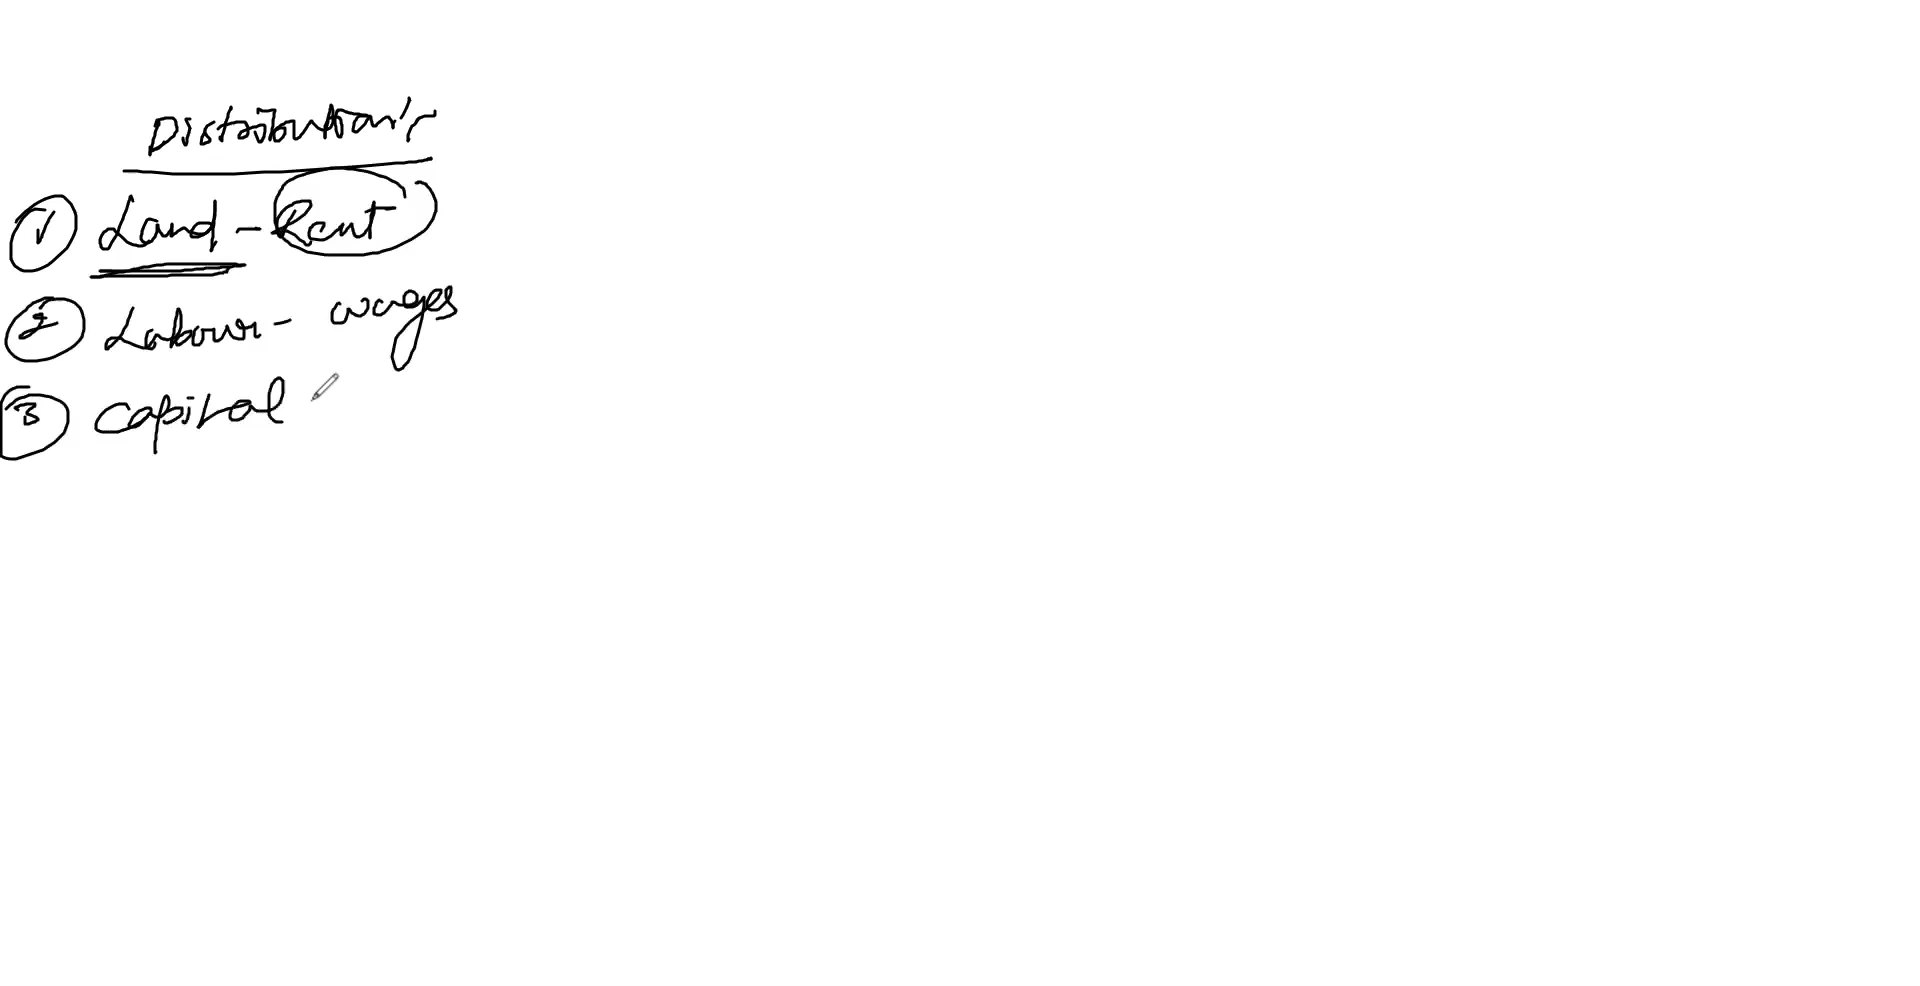 Distribution:-
① Land - Rent
② Labour - wages
③ Capital